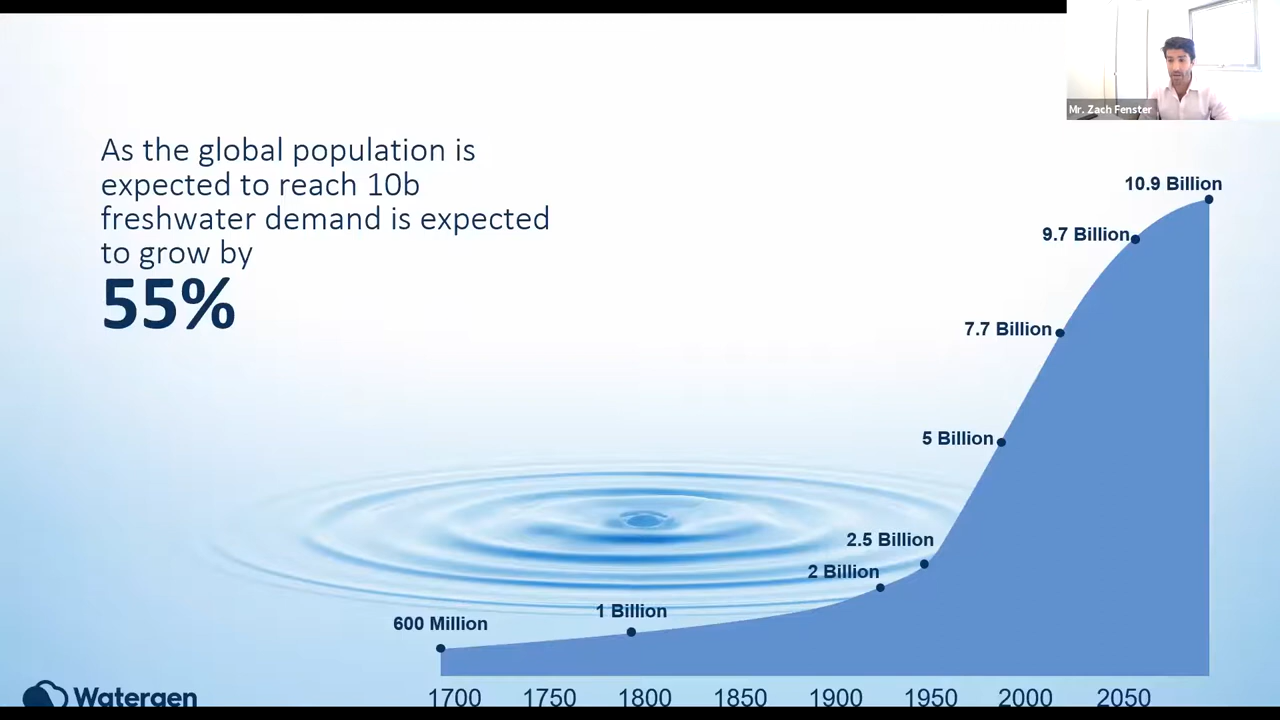 Mr. Zach Fenster
As the global population is
expected to reach 10b
freshwater demand is expected
to grow by
55%
10.9 Billion
9.7 Billion
7.7 Billion
5 Billion
2.5 Billion
2 Billion
1 Billion
600 Million
1700 1750 1800 1850 1900 1950 2000 2050
Watergen